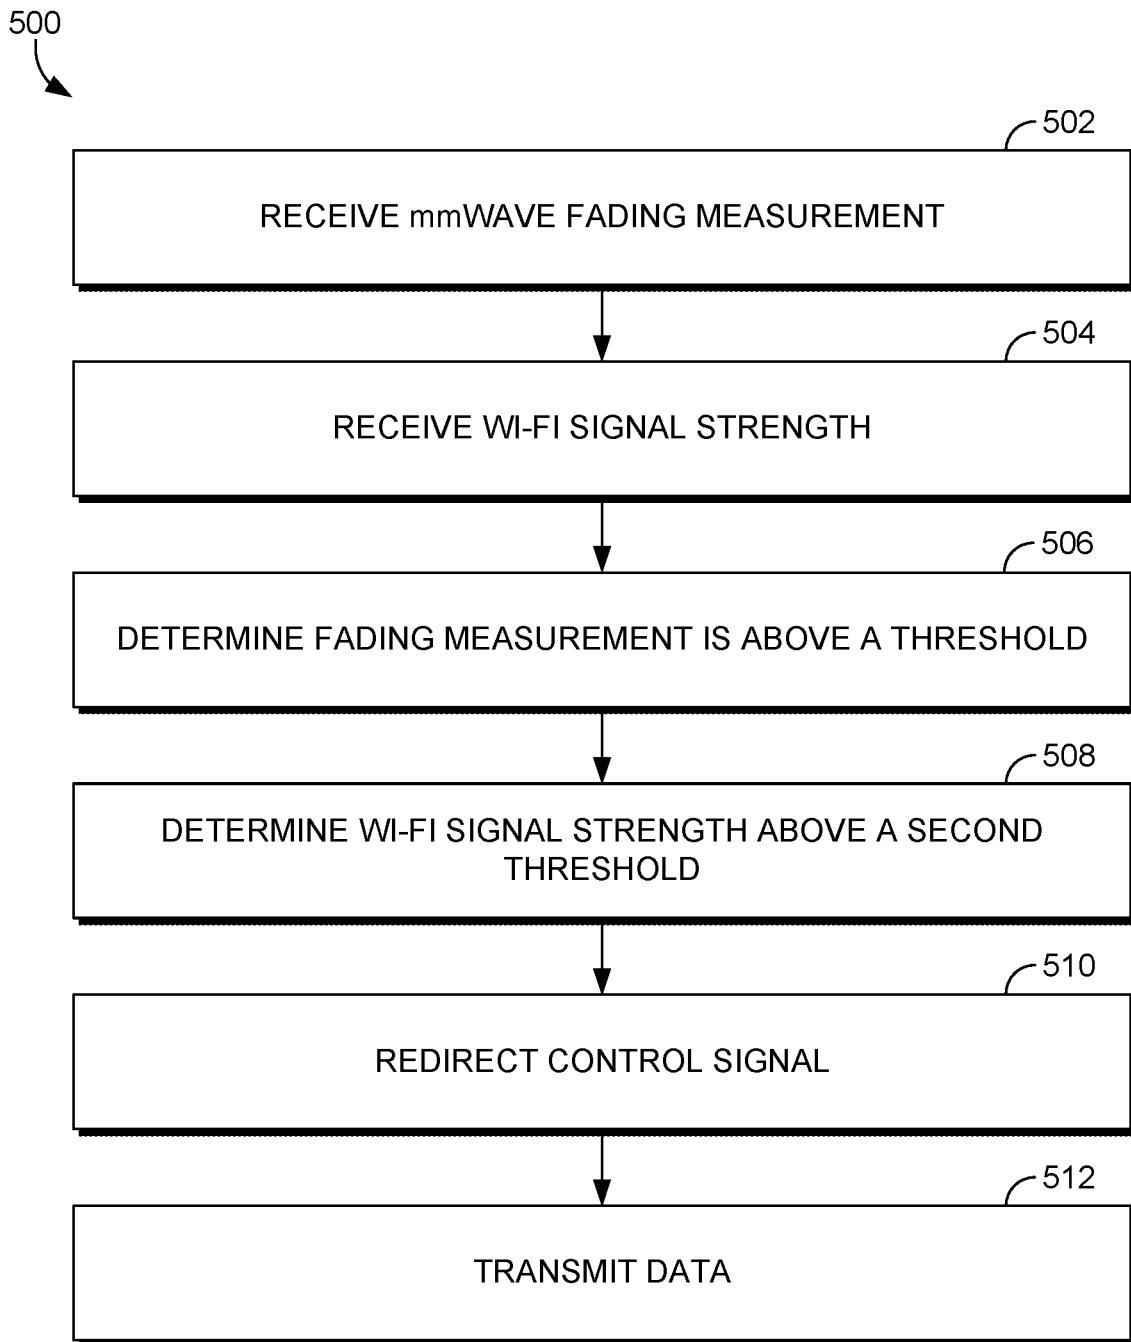 500
502
RECEIVE mmWAVE FADING MEASUREMENT
504
RECEIVE WI-FI SIGNAL STRENGTH
506
DETERMINE FADING MEASUREMENT IS ABOVE A THRESHOLD
508
DETERMINE WI-FI SIGNAL STRENGTH ABOVE A SECOND
THRESHOLD
510
REDIRECT CONTROL SIGNAL
512
TRANSMIT DATA